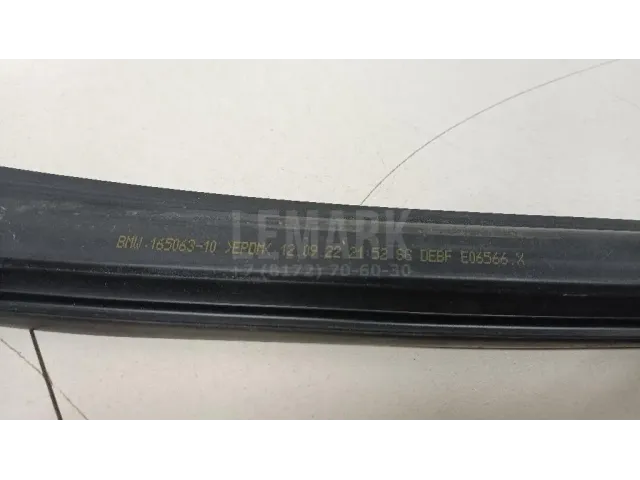 LEMARK
BMW 165063-10 >EPDM< 12 09 22 21 52 SG DEBF E06566.X
+7 (8172) 70-60-30